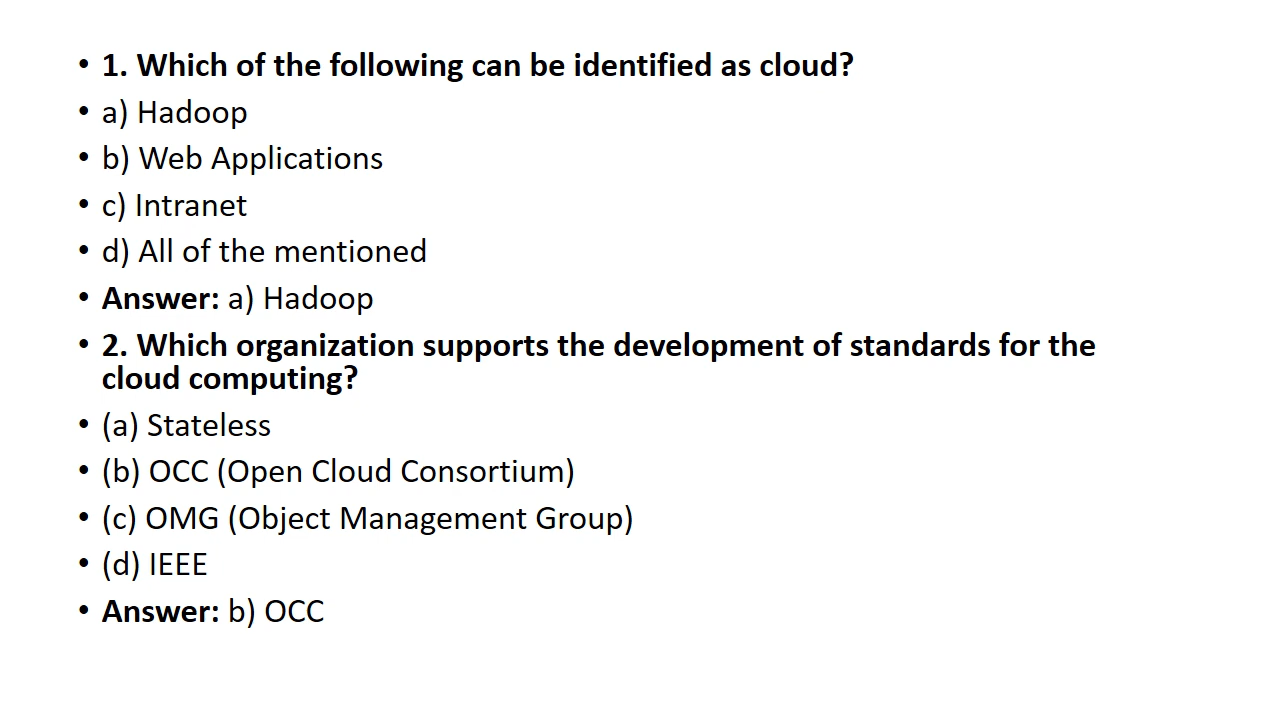 • 1. Which of the following can be identified as cloud?
• a) Hadoop
• b) Web Applications
• c) Intranet
• d) All of the mentioned
• Answer: a) Hadoop
• 2. Which organization supports the development of standards for the
cloud computing?
• (a) Stateless
• (b) OCC (Open Cloud Consortium)
• (c) OMG (Object Management Group)
• (d) IEEE
• Answer: b) OCC